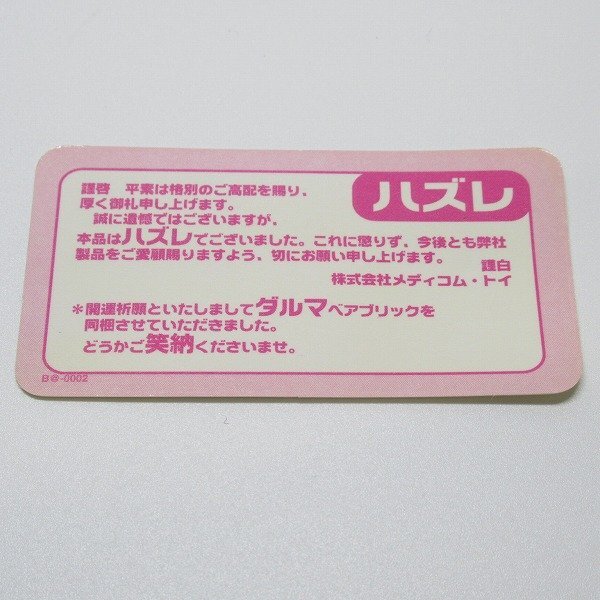 ハズレ
謹啓　平素は格別のご高配を賜り、
厚く御礼申し上げます。
誠に遺憾ではございますが、
本品はハズレでございました。これに懲りず、今後とも弊社
製品をご愛顧賜りますよう、切にお願い申し上げます。
謹白
株式会社メディコム・トイ
＊開運祈願といたしましてダルマベアブリックを
同梱させていただきました。
どうかご笑納くださいませ。
B@-0002